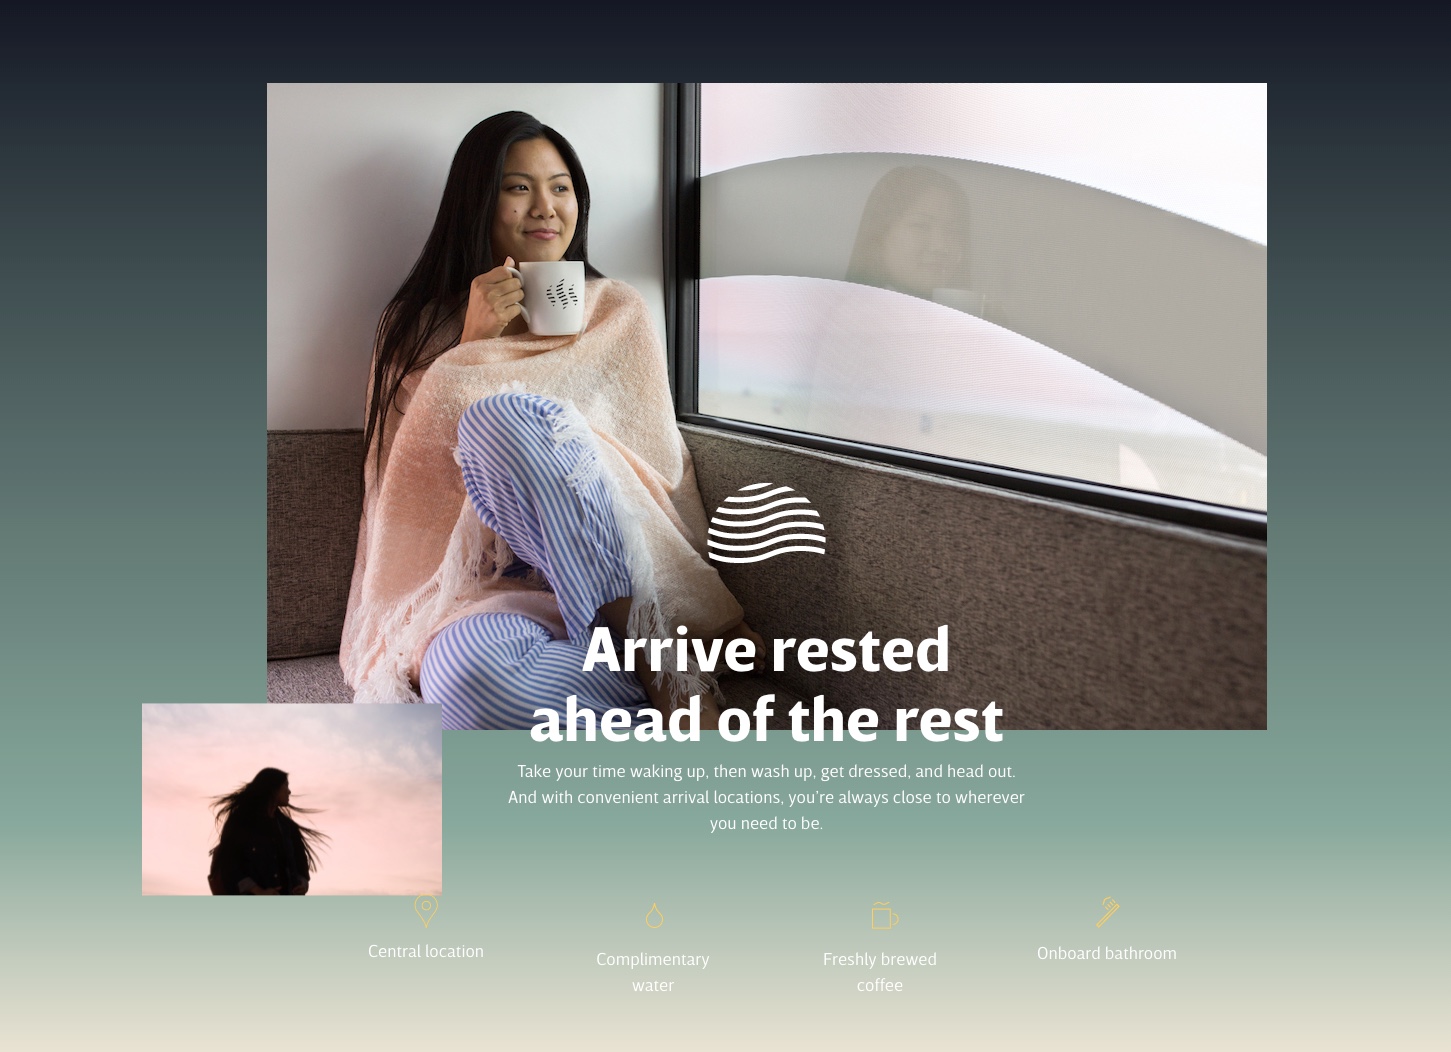 Arrive rested
ahead of the rest
Take your time waking up, then wash up, get dressed, and head out.
And with convenient arrival locations, you're always close to wherever
you need to be.
Central location
Complimentary
water
Freshly brewed
coffee
Onboard bathroom